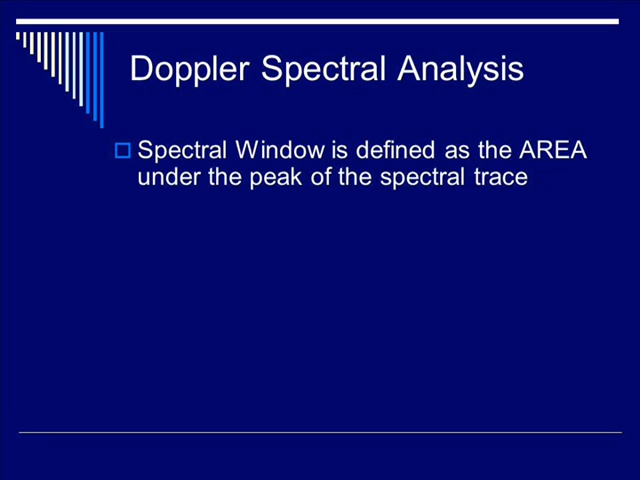 Doppler Spectral Analysis
Spectral Window is defined as the AREA
under the peak of the spectral trace